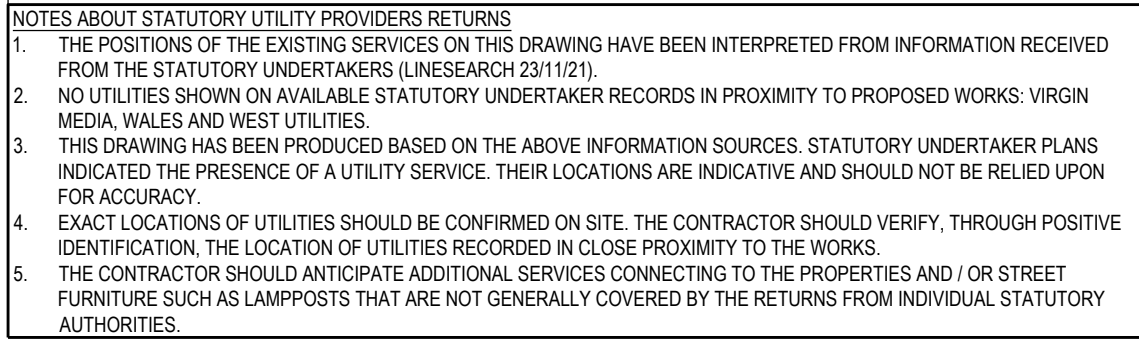 NOTES ABOUT STATUTORY UTILITY PROVIDERS RETURNS
1. THE POSITIONS OF THE EXISTING SERVICES ON THIS DRAWING HAVE BEEN INTERPRETED FROM INFORMATION RECEIVED
FROM THE STATUTORY UNDERTAKERS (LINESEARCH 23/11/21).
2. NO UTILITIES SHOWN ON AVAILABLE STATUTORY UNDERTAKER RECORDS IN PROXIMITY TO PROPOSED WORKS: VIRGIN
MEDIA, WALES AND WEST UTILITIES.
3. THIS DRAWING HAS BEEN PRODUCED BASED ON THE ABOVE INFORMATION SOURCES. STATUTORY UNDERTAKER PLANS
INDICATED THE PRESENCE OF A UTILITY SERVICE. THEIR LOCATIONS ARE INDICATIVE AND SHOULD NOT BE RELIED UPON
FOR ACCURACY.
4. EXACT LOCATIONS OF UTILITIES SHOULD BE CONFIRMED ON SITE. THE CONTRACTOR SHOULD VERIFY, THROUGH POSITIVE
IDENTIFICATION, THE LOCATION OF UTILITIES RECORDED IN CLOSE PROXIMITY TO THE WORKS.
5. THE CONTRACTOR SHOULD ANTICIPATE ADDITIONAL SERVICES CONNECTING TO THE PROPERTIES AND / OR STREET
FURNITURE SUCH AS LAMPPOSTS THAT ARE NOT GENERALLY COVERED BY THE RETURNS FROM INDIVIDUAL STATUTORY
AUTHORITIES.